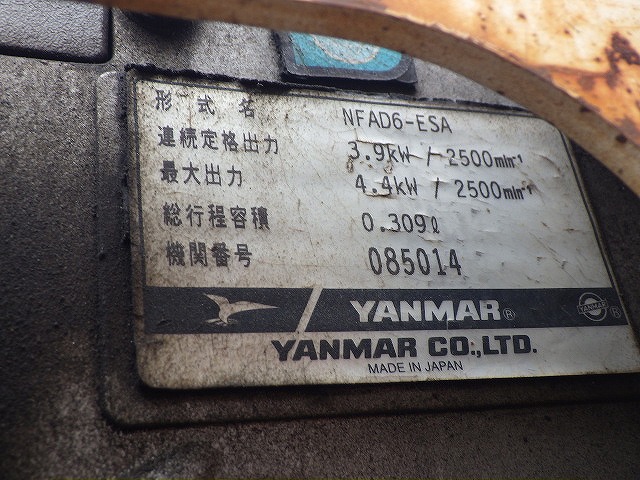 形式名 NFAD6-ESA
連続定格出力 3.9kW / 2500min⁻¹
最大出力 4.4kW / 2500min⁻¹
総行程容積 0.309ℓ
機関番号 085014
YANMAR® YANMAR ®
YANMAR CO.,LTD.
MADE IN JAPAN